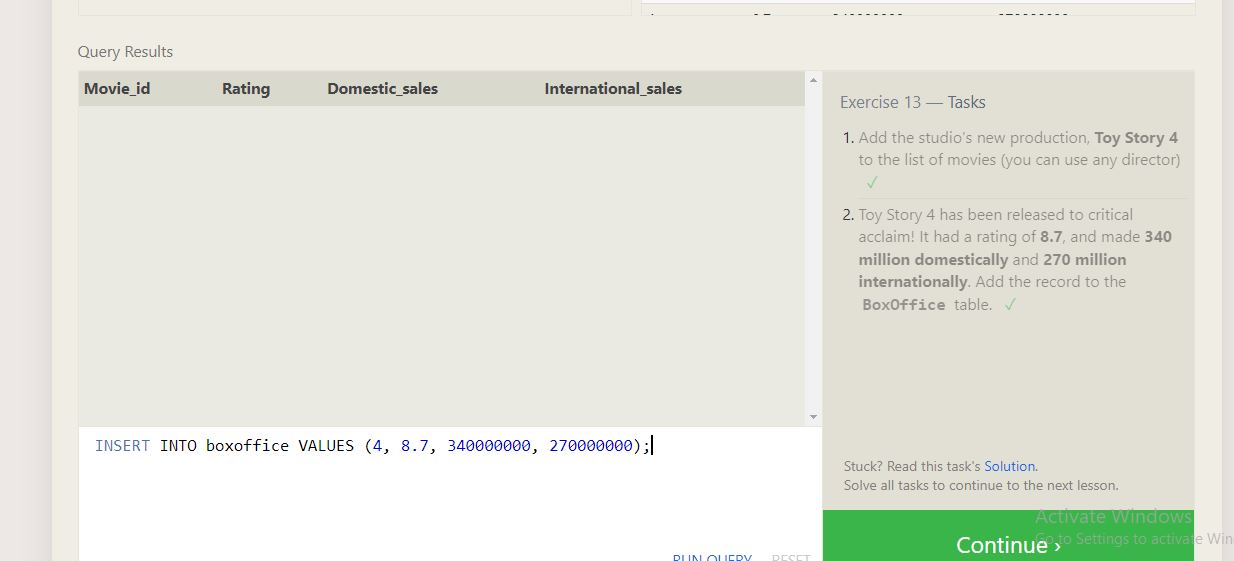 Query Results
Movie_id Rating Domestic_sales International_sales
INSERT INTO boxoffice VALUES (4, 8.7, 340000000, 270000000);
RUN QUERY RESET
Exercise 13 — Tasks
1. Add the studio's new production, Toy Story 4
to the list of movies (you can use any director)
✓
2. Toy Story 4 has been released to critical
acclaim! It had a rating of 8.7, and made 340
million domestically and 270 million
internationally. Add the record to the
BoxOffice table. ✓
Stuck? Read this task's Solution.
Solve all tasks to continue to the next lesson.
Continue ›
Activate Windows
Go to Settings to activate Win